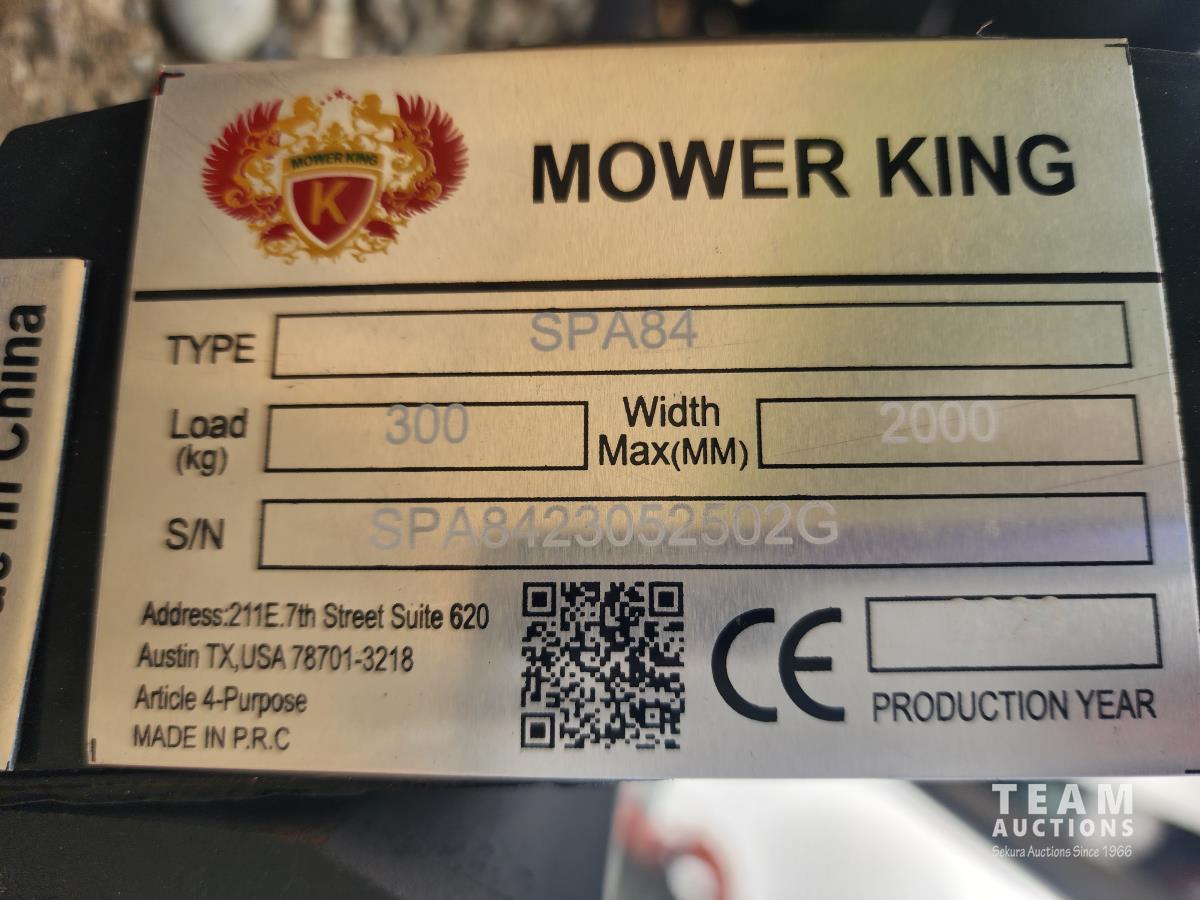 MOWER KING
K
MOWER KING
TYPE SPA84
Load (kg) 300 Width Max(MM) 2000
S/N SPA8423052502G
Address:211E.7th Street Suite 620
Austin TX,USA 78701-3218
Article 4-Purpose
MADE IN P.R.C
CE
PRODUCTION YEAR
in China
TEAM
AUCTIONS
Sekura Auctions Since 1966